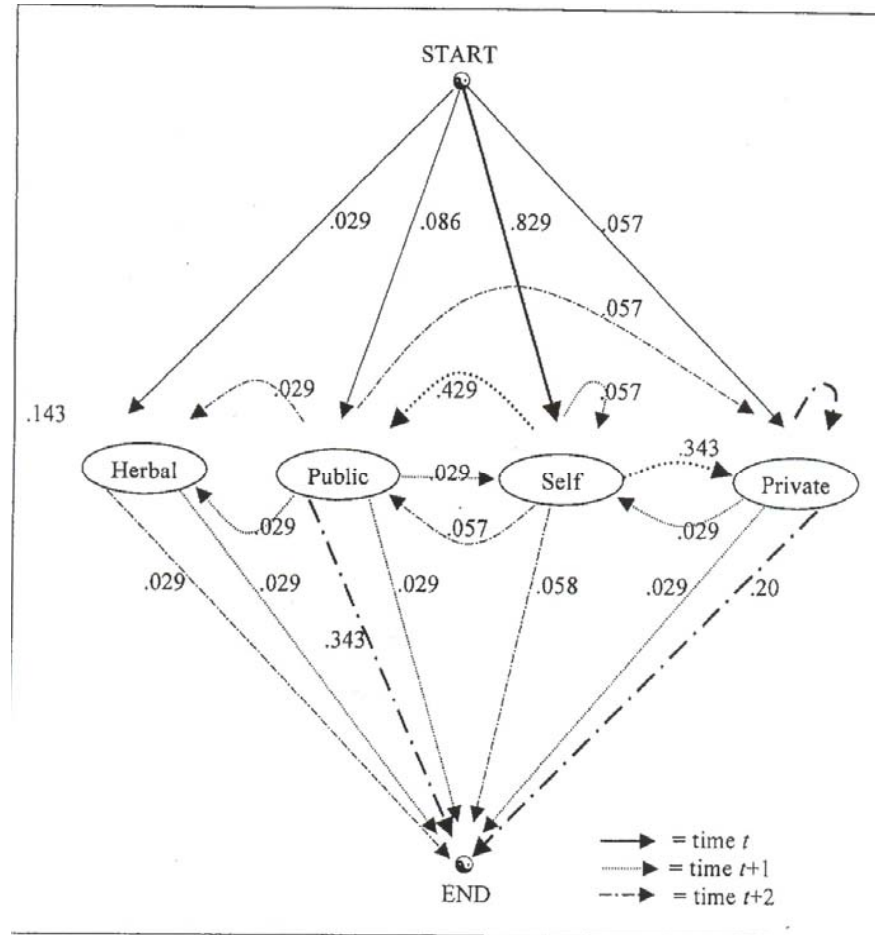 START
.029 .086 .829 .057
.057
.029 .429 .057
.143
.343
Herbal Public .029 Self Private
.029 .057 .029
.029 .029 .029 .058 .029 .20
.343
= time t
= time t+1
END
= time t+2